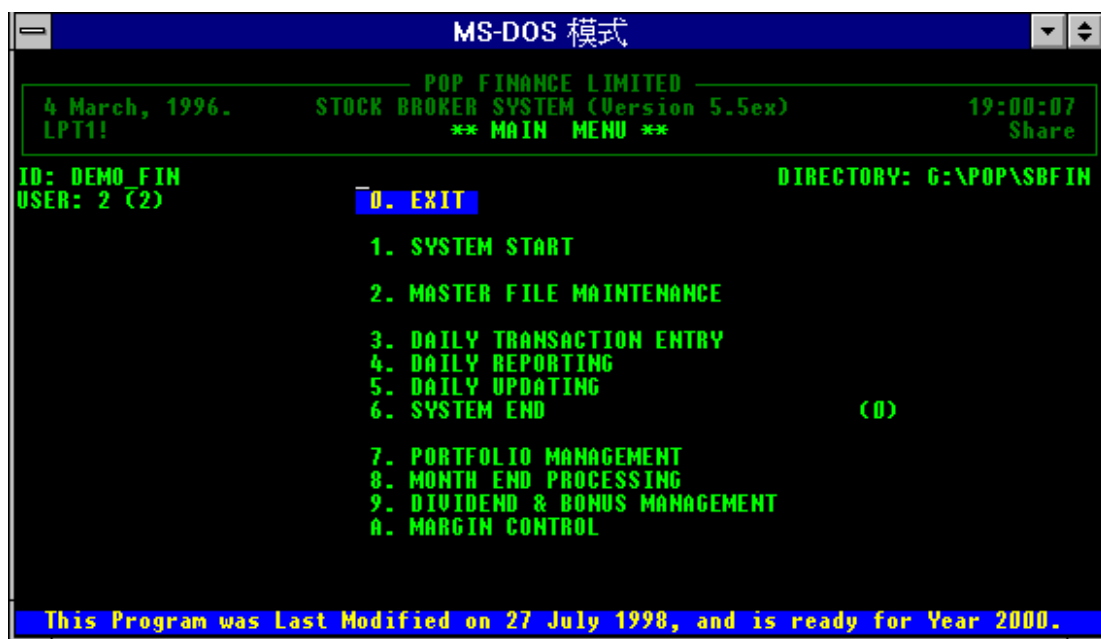 MS-DOS 模式
POP FINANCE LIMITED
4 March, 1996. STOCK BROKER SYSTEM (Version 5.5ex) 19:00:07
LPT1! ** MAIN MENU ** Share
ID: DEMO_FIN DIRECTORY: G:\POP\SBFIN
USER: 2 (2) 0. EXIT
1. SYSTEM START
2. MASTER FILE MAINTENANCE
3. DAILY TRANSACTION ENTRY
4. DAILY REPORTING
5. DAILY UPDATING
6. SYSTEM END (0)
7. PORTFOLIO MANAGEMENT
8. MONTH END PROCESSING
9. DIVIDEND & BONUS MANAGEMENT
A. MARGIN CONTROL
This Program was Last Modified on 27 July 1998, and is ready for Year 2000.